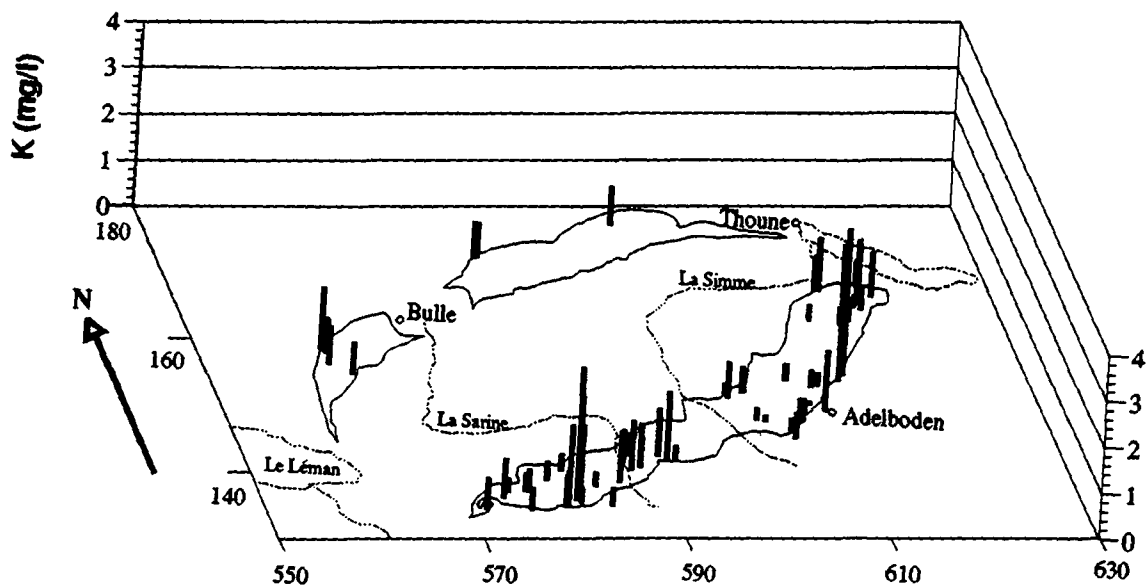 4
3
2
1
0
K (mg/l)
180
160
140
N
Thoune
La Simme
Bulle
La Sarine
Adelboden
Le Léman
4
3
2
1
0
550
570
590
610
630